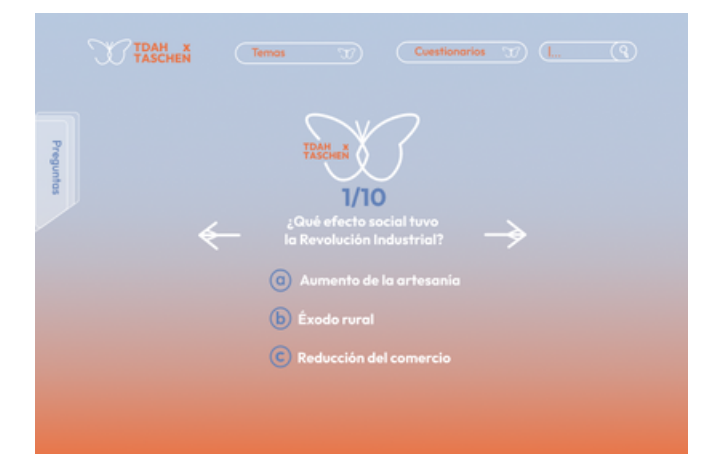 TDAH x
TASCHEN
Temas
Cuestionarios
I...
Preguntas
TDAH x
TASCHEN
1/10
¿Qué efecto social tuvo
la Revolución Industrial?
a Aumento de la artesanía
b Éxodo rural
c Reducción del comercio